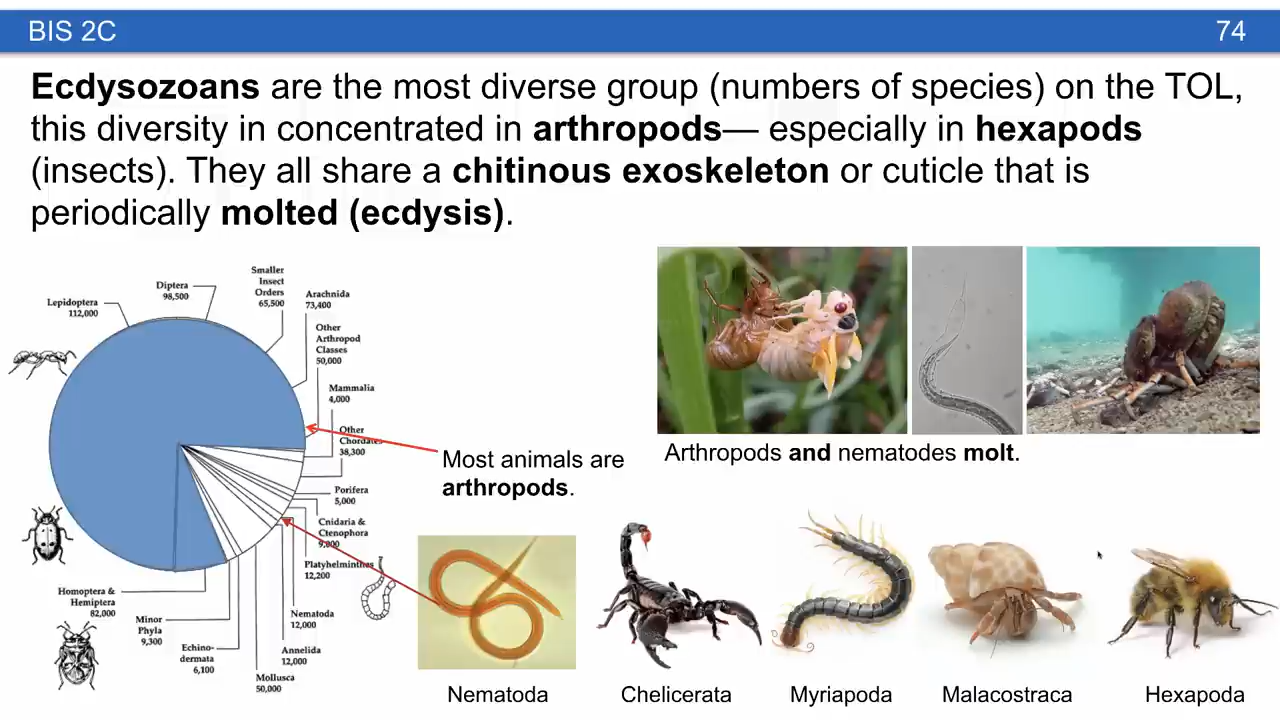 BIS 2C
74
Ecdysozoans are the most diverse group (numbers of species) on the TOL,
this diversity in concentrated in arthropods— especially in hexapods
(insects). They all share a chitinous exoskeleton or cuticle that is
periodically molted (ecdysis).
Lepidoptera
112,000
Diptera
98,500
Smaller
Insect
Orders
65,500
Arachnida
73,400
Other
Arthropod
Classes
50,000
Mammalia
4,000
Other
Chordates
38,300
Porifera
5,000
Cnidaria &
Ctenophora
9,000
Platyhelminthes
12,200
Nematoda
12,000
Annelida
12,000
Mollusca
50,000
Echino-
dermata
6,100
Minor
Phyla
9,300
Homoptera &
Hemiptera
82,000
Most animals are
arthropods.
Arthropods and nematodes molt.
Nematoda
Chelicerata
Myriapoda
Malacostraca
Hexapoda